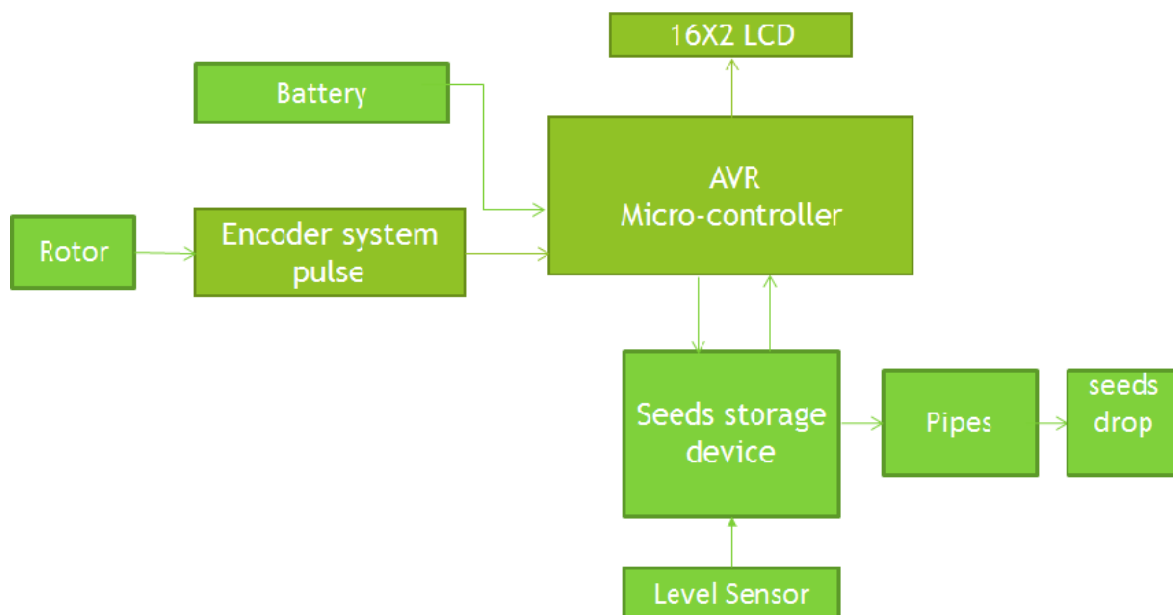 16X2 LCD
Battery
AVR
Micro-controller
Rotor
Encoder system
pulse
Seeds storage
device
Pipes
seeds
drop
Level Sensor